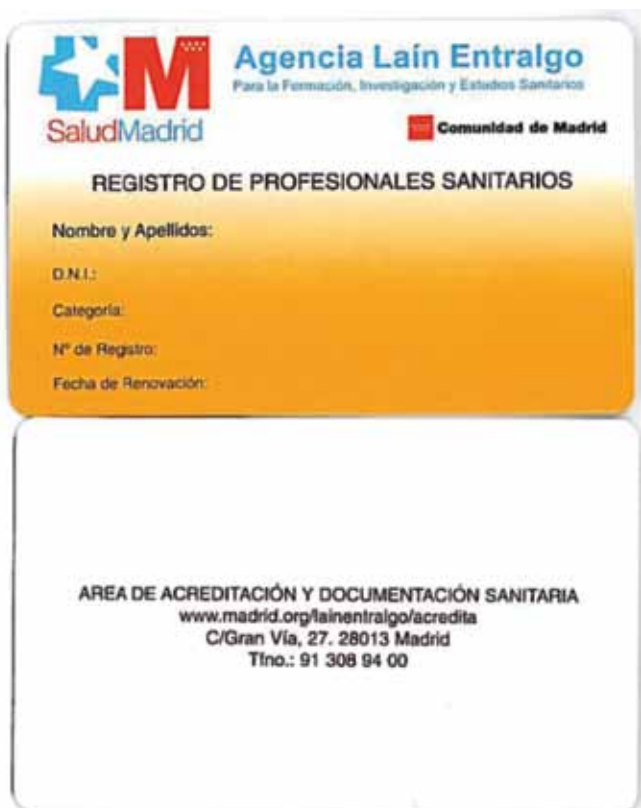 SaludMadrid
Agencia Laín Entralgo
Para la Formación, Investigación y Estudios Sanitarios
Comunidad de Madrid
REGISTRO DE PROFESIONALES SANITARIOS
Nombre y Apellidos:
D.N.I.:
Categoría:
Nº de Registro:
Fecha de Renovación:
AREA DE ACREDITACIÓN Y DOCUMENTACIÓN SANITARIA
www.madrid.org/lainentralgo/acredita
C/Gran Vía, 27. 28013 Madrid
Tfno.: 91 308 94 00